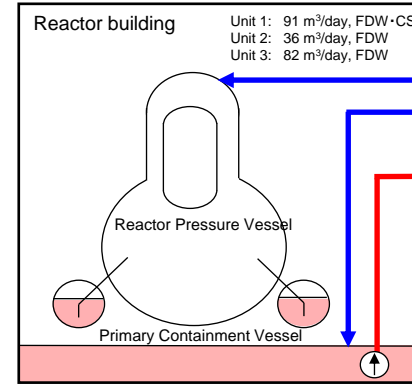 Reactor building
Unit 1: 91 m³/day, FDW・CS
Unit 2: 36 m³/day, FDW
Unit 3: 82 m³/day, FDW
Reactor Pressure Vessel
Primary Containment Vessel